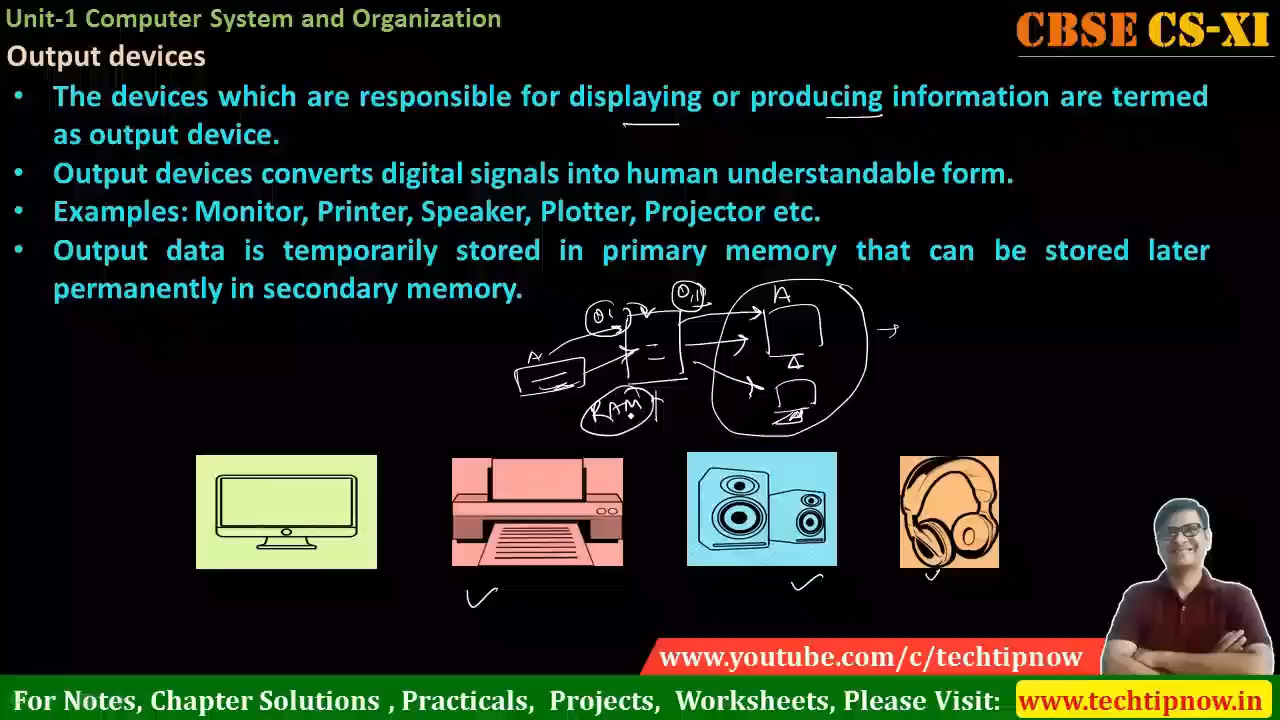 Unit-1 Computer System and Organization
CBSE CS-XI
Output devices
• The devices which are responsible for displaying or producing information are termed
as output device.
• Output devices converts digital signals into human understandable form.
• Examples: Monitor, Printer, Speaker, Plotter, Projector etc.
• Output data is temporarily stored in primary memory that can be stored later
permanently in secondary memory.
A
A
RAM
www.youtube.com/c/techtipnow
For Notes, Chapter Solutions , Practicals, Projects, Worksheets, Please Visit: www.techtipnow.in